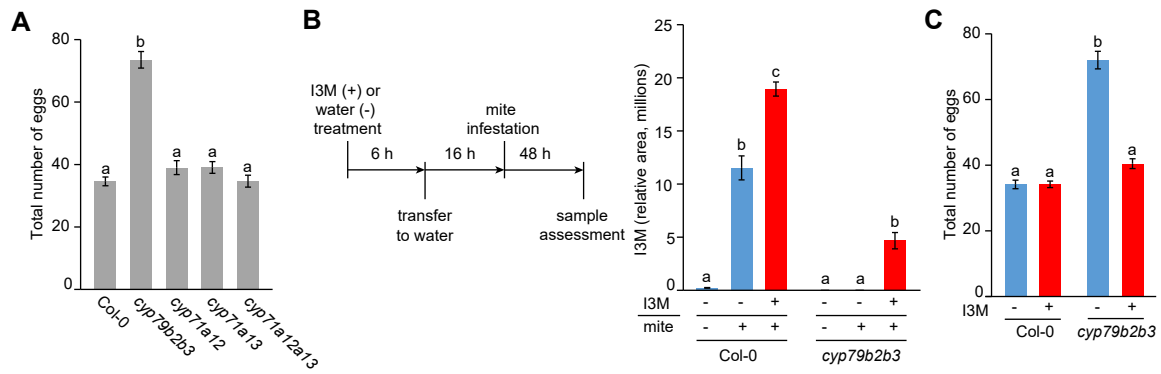 A
Total number of eggs
80
60
40
20
0
a
b
a
a
a
Col-0
cyp79b2b3
cyp71a12
cyp71a13
cyp71a12a13
B
I3M (+) or
water (-)
treatment
mite
infestation
6 h
16 h
48 h
transfer
to water
sample
assessment
I3M (relative area, millions)
25
20
15
10
5
0
a
b
c
a
a
b
I3M - - + - - +
mite - + + - + +
Col-0 cyp79b2b3
C
Total number of eggs
80
60
40
20
0
a
a
b
a
I3M - + - +
Col-0 cyp79b2b3